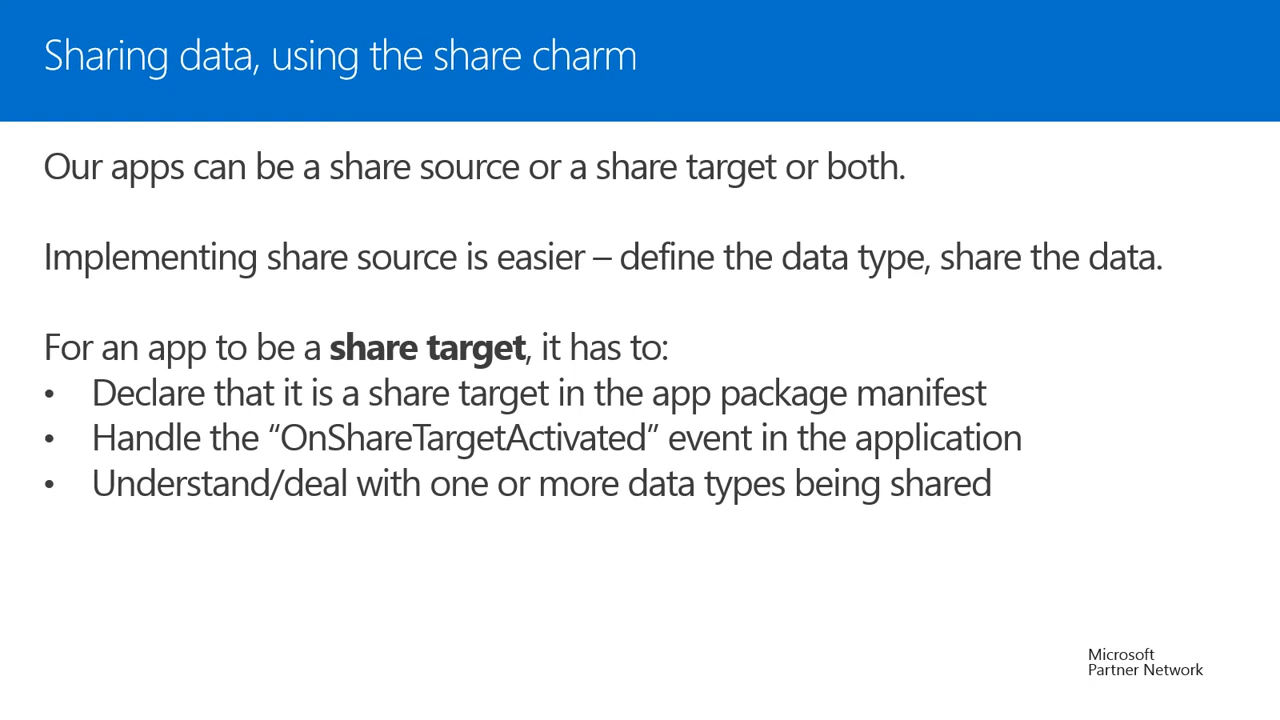 Sharing data, using the share charm
Our apps can be a share source or a share target or both.
Implementing share source is easier – define the data type, share the data.
For an app to be a share target, it has to:
• Declare that it is a share target in the app package manifest
• Handle the “OnShareTargetActivated” event in the application
• Understand/deal with one or more data types being shared
Microsoft
Partner Network